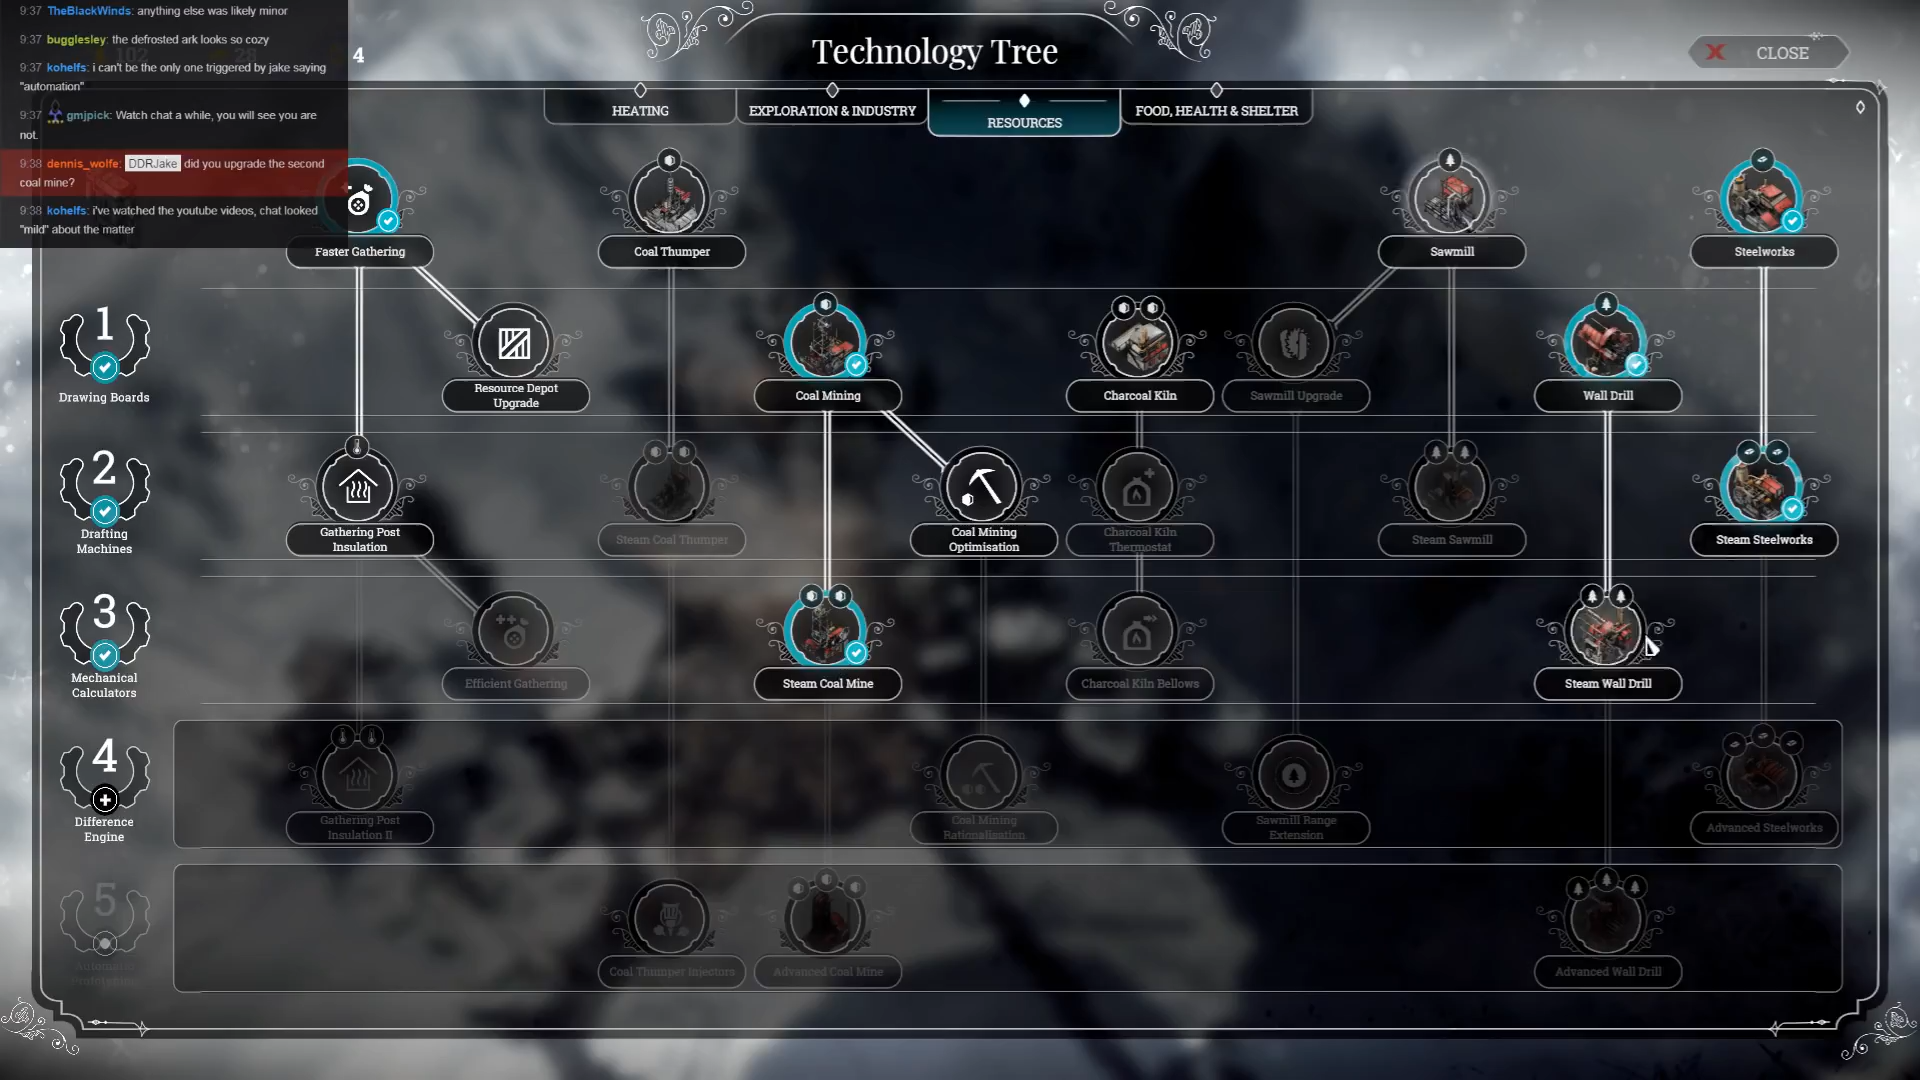 9:37 TheBlackWinds: anything else was likely minor
9:37 bugglesley: the defrosted ark looks so cozy
9:37 kohelfs: i can't be the only one triggered by jake saying
"automation"
9:37 gmjpick: Watch chat a while, you will see you are
not.
9:38 dennis_wolfe: DDRJake did you upgrade the second
coal mine?
9:38 kohelfs: i've watched the youtube videos, chat looked
"mild" about the matter
102
28
4
Technology Tree
X CLOSE
HEATING
EXPLORATION & INDUSTRY
RESOURCES
FOOD, HEALTH & SHELTER
Faster Gathering
Coal Thumper
Sawmill
Steelworks
1
Drawing Boards
Resource Depot
Upgrade
Coal Mining
Charcoal Kiln
Sawmill Upgrade
Wall Drill
2
Drafting
Machines
Gathering Post
Insulation
Steam Coal Thumper
Coal Mining
Optimisation
Charcoal Kiln
Thermostat
Steam Sawmill
Steam Steelworks
3
Mechanical
Calculators
Efficient Gathering
Steam Coal Mine
Charcoal Kiln Bellows
Steam Wall Drill
4
Difference
Engine
Gathering Post
Insulation II
Coal Mining
Rationalisation
Sawmill Range
Extension
Advanced Steelworks
5
Coal Thumper Injectors
Advanced Coal Mine
Advanced Wall Drill